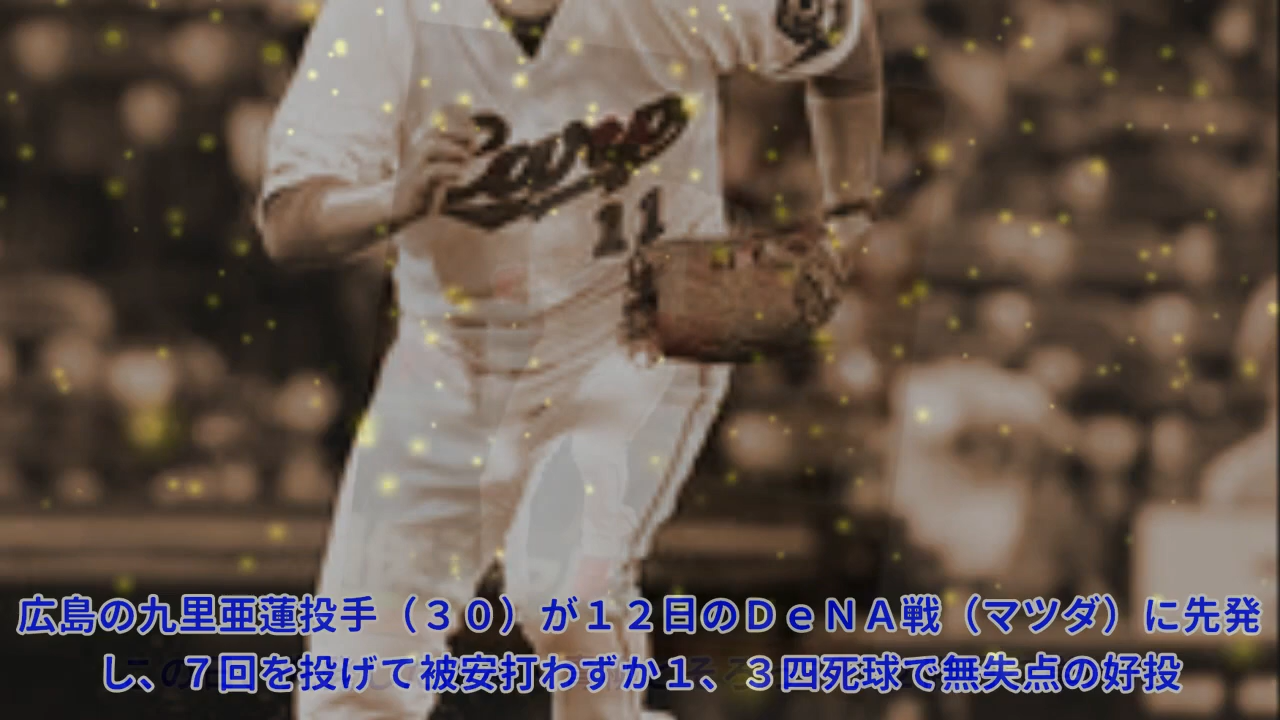 Carp
11
広島の九里亜蓮投手（３０）が１２日のＤｅＮＡ戦（マツダ）に先発
し、７回を投げて被安打わずか１、３四死球で無失点の好投